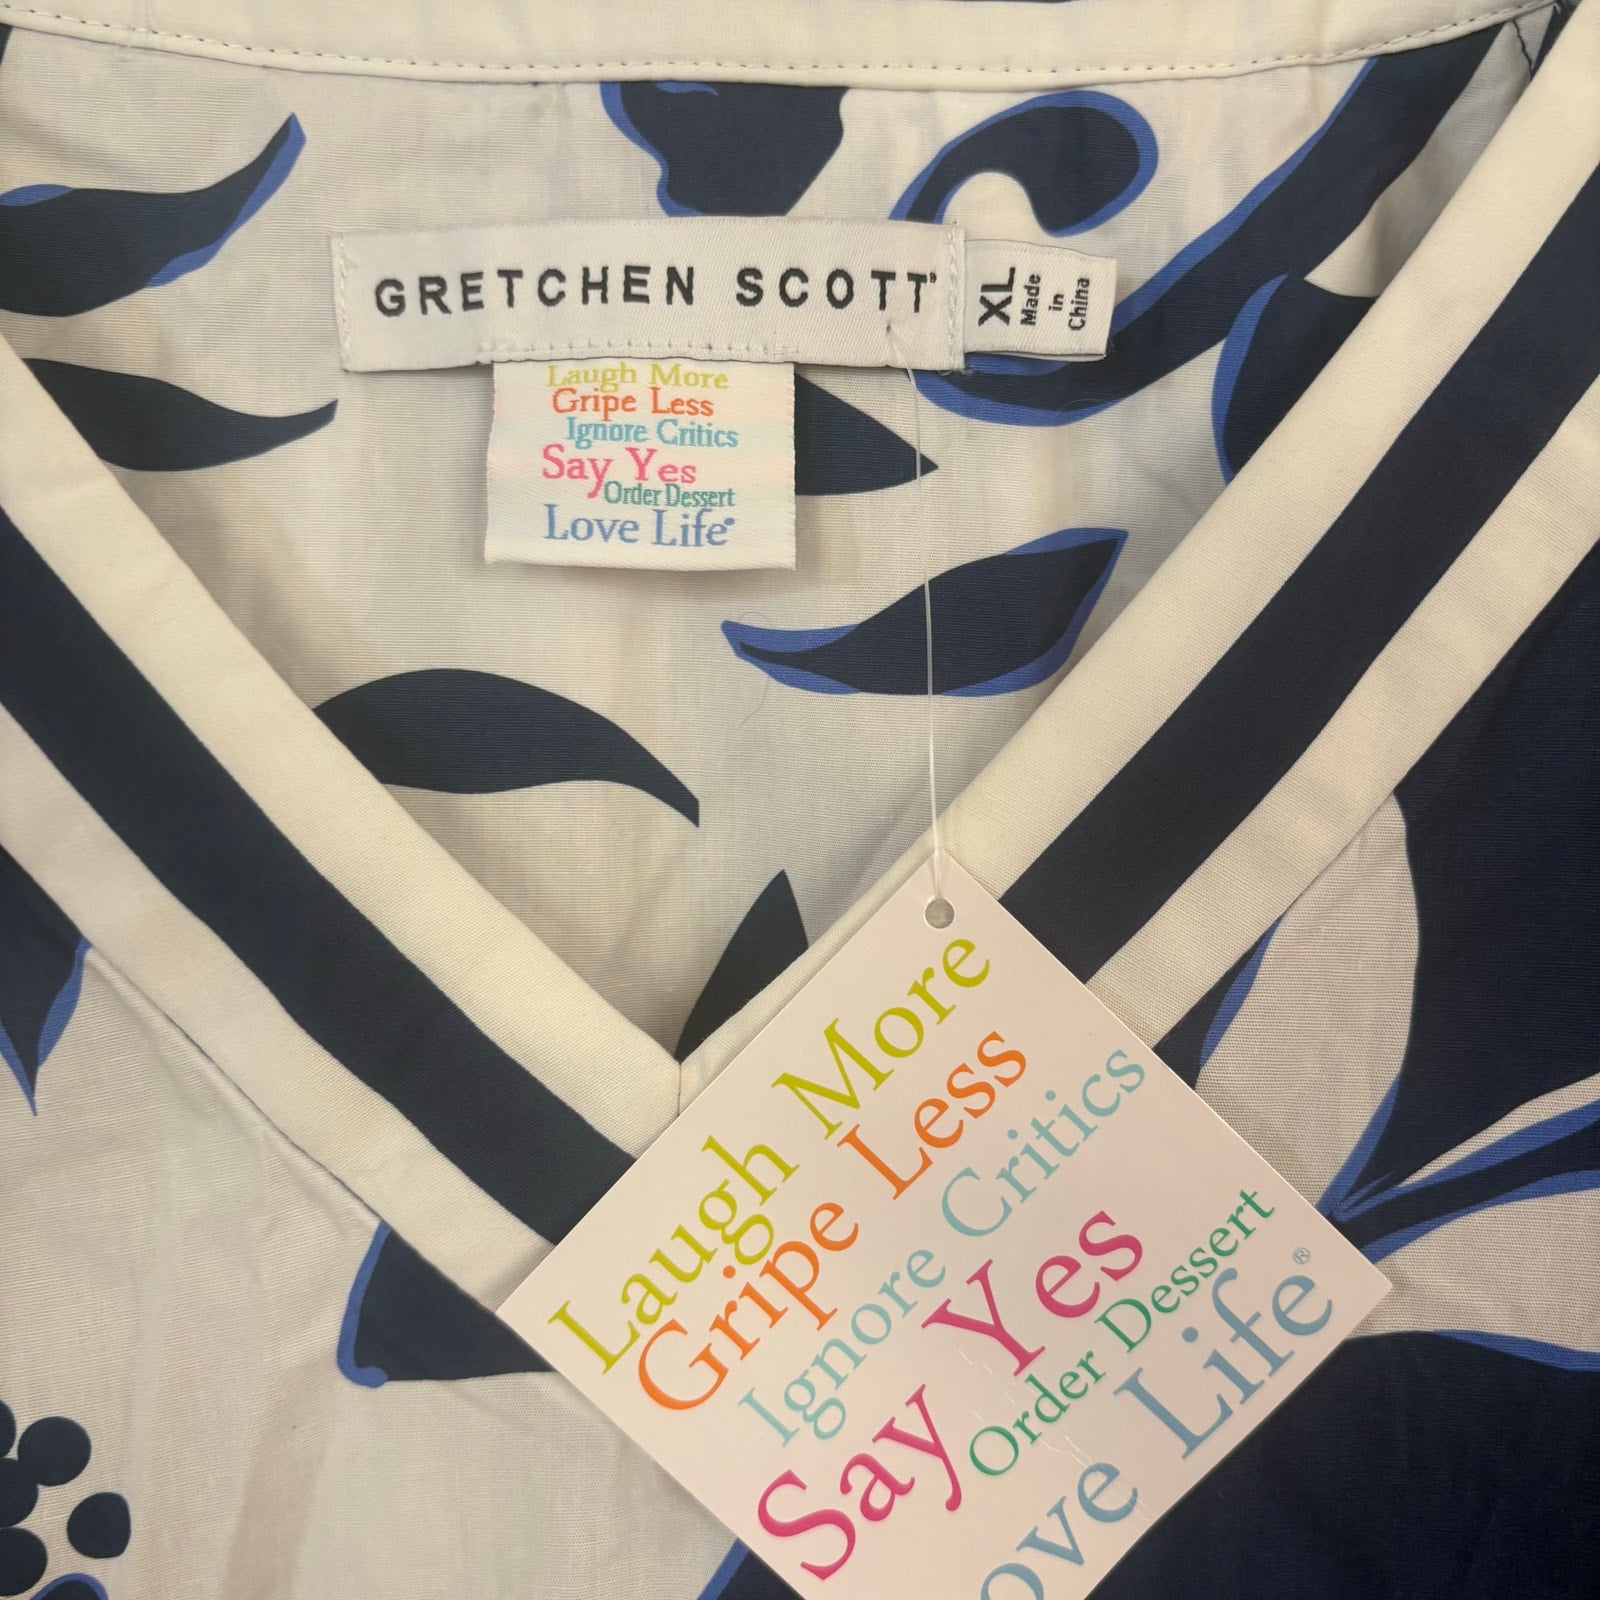 GRETCHEN SCOTT
XL
Made
in
China
Laugh More
Gripe Less
Ignore Critics
Say Yes
Order Dessert
Love Life®
Laugh More
Gripe Less
Ignore Critics
Say Yes
Order Dessert
ove Life®